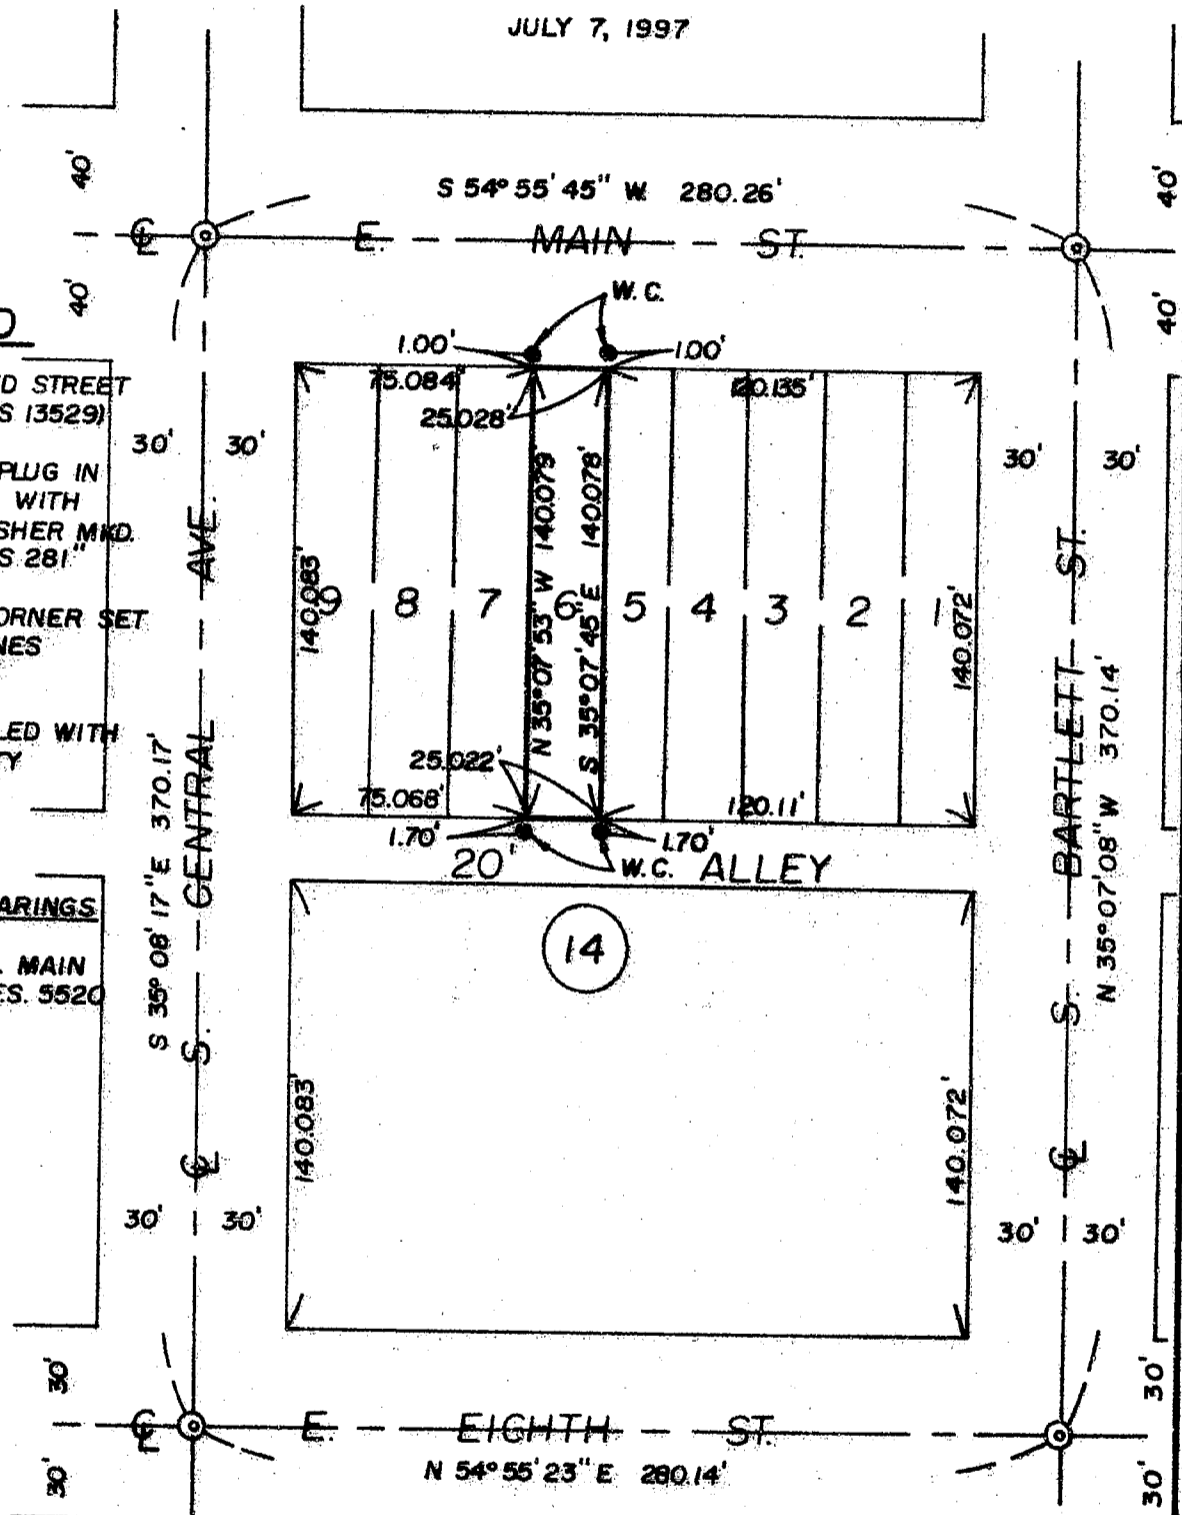 JULY 7, 1997
40'
S 54° 55' 45" W. 280.26'
40'
℄ E. MAIN ST.
40'
40'
W. C.
1.00'
1.00'
D STREET
S 13529)
75.084'
120.135'
25.028'
30'
30'
30'
30'
PLUG IN
WITH
SHER MKD.
S 281"
ORNER SET
NES
LED WITH
TY
140.083'
9
8
7
6
5
4
3
2
1
N 35° 07' 53" W 140.079'
S 35° 07' 45" E 140.078'
140.072'
S 35° 08' 17" E 370.17'
℄ S. CENTRAL AVE.
℄ S. BARTLETT ST.
N 35° 07' 08" W 370.14'
25.022'
75.068'
120.11'
1.70'
1.70'
20' ALLEY
W.C.
ARINGS
. MAIN
ES. 5520
14
140.083'
140.072'
30'
30'
30'
30'
30'
30'
℄ E. EIGHTH ST.
N 54° 55' 23" E 280.14'
30'
30'